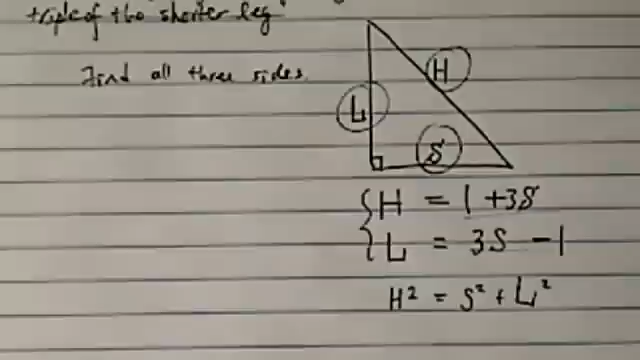 triple of the shorter leg"
Find all three sides.
H
L
S
H = 1 + 3S
L = 3S - 1
H² = S² + L²